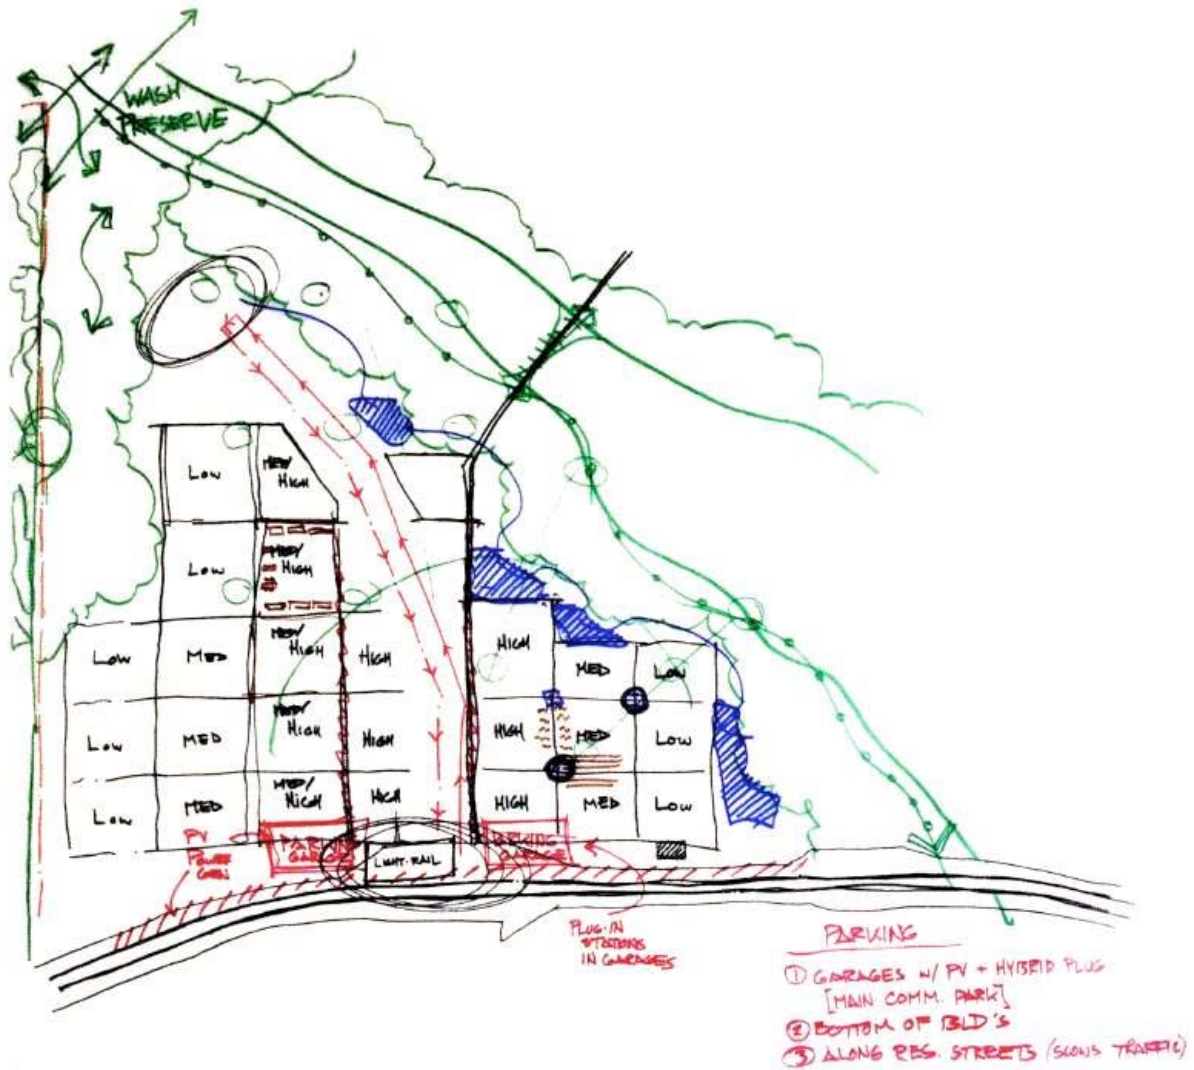 WASH
PRESERVE
LOW
MED/
HIGH
LOW
MED/
HIGH
LOW
MED
MED/
HIGH
HIGH
HIGH
MED
LOW
LOW
MED
MED/
HIGH
HIGH
HIGH
MED
LOW
LOW
MED
MED/
HIGH
HIGH
HIGH
MED
LOW
PV
POWER
GEN
PARKING
GARAGE
LIGHT-RAIL
PARKING
GARAGE
PLUG-IN
STATIONS
IN GARAGES
PARKING
① GARAGES W/ PV + HYBRID PLUG
[MAIN COMM. PARK]
② BOTTOM OF BLD'S
③ ALONG RES. STREETS (SLOWS TRAFFIC)